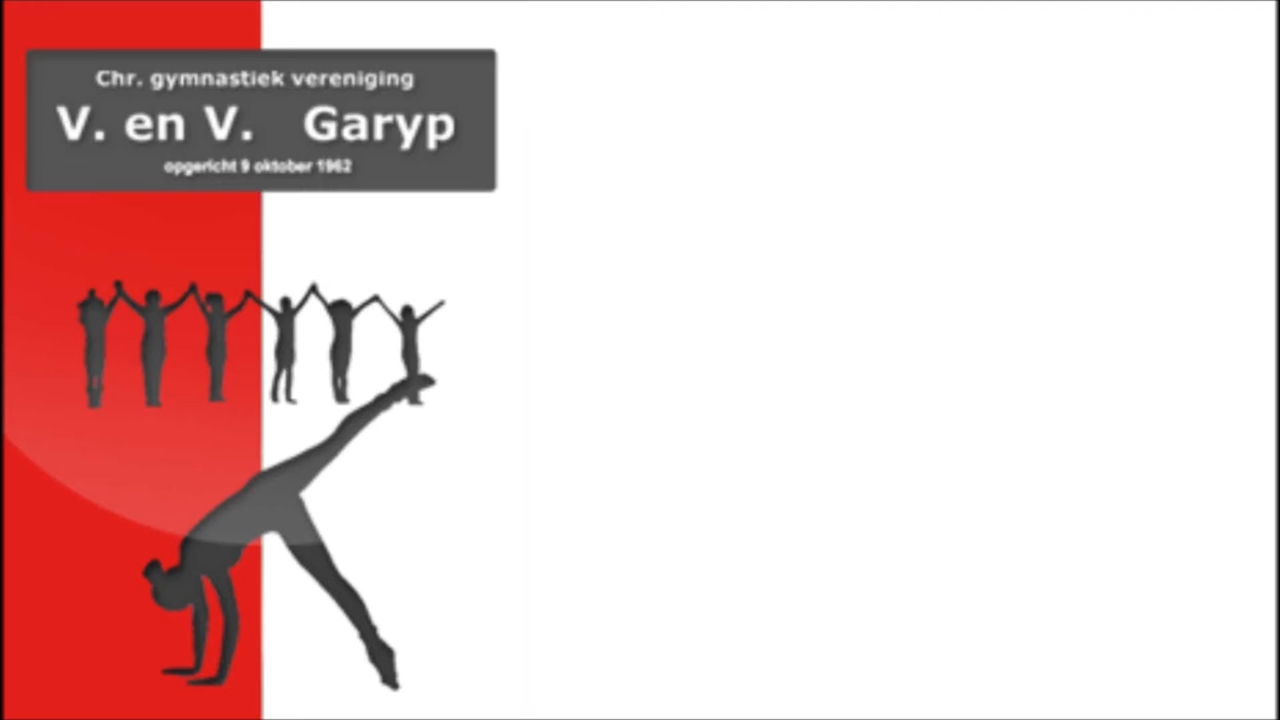 Chr. gymnastiek vereniging
V. en V. Garyp
opgericht 9 oktober 1962